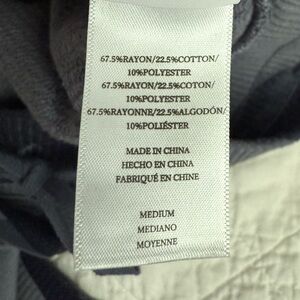 67.5%RAYON/22.5%COTTON/
10%POLYESTER
67.5%RAYON/22.5%COTON/
10%POLYESTER
67.5%RAYONNE/22.5%ALGODÓN/
10%POLIÉSTER
MADE IN CHINA
HECHO EN CHINA
FABRIQUÉ EN CHINE
MEDIUM
MEDIANO
MOYENNE